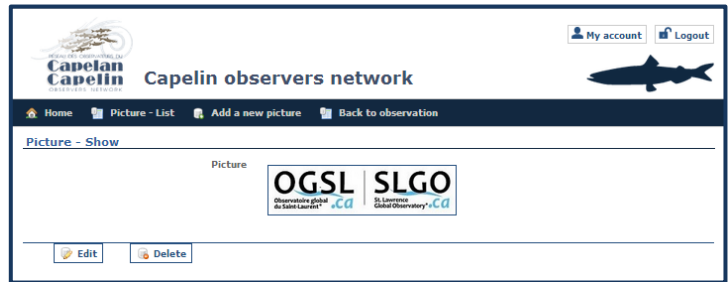 My account
Logout
RÉSEAU DES OBSERVATEURS DU
Capelan
Capelin
OBSERVERS NETWORK
Capelin observers network
Home Picture - List Add a new picture Back to observation
Picture - Show
Picture
OGSL SLGO
Observatoire global
du Saint-Laurent* .ca
St. Lawrence
Global Observatory* .ca
Edit Delete